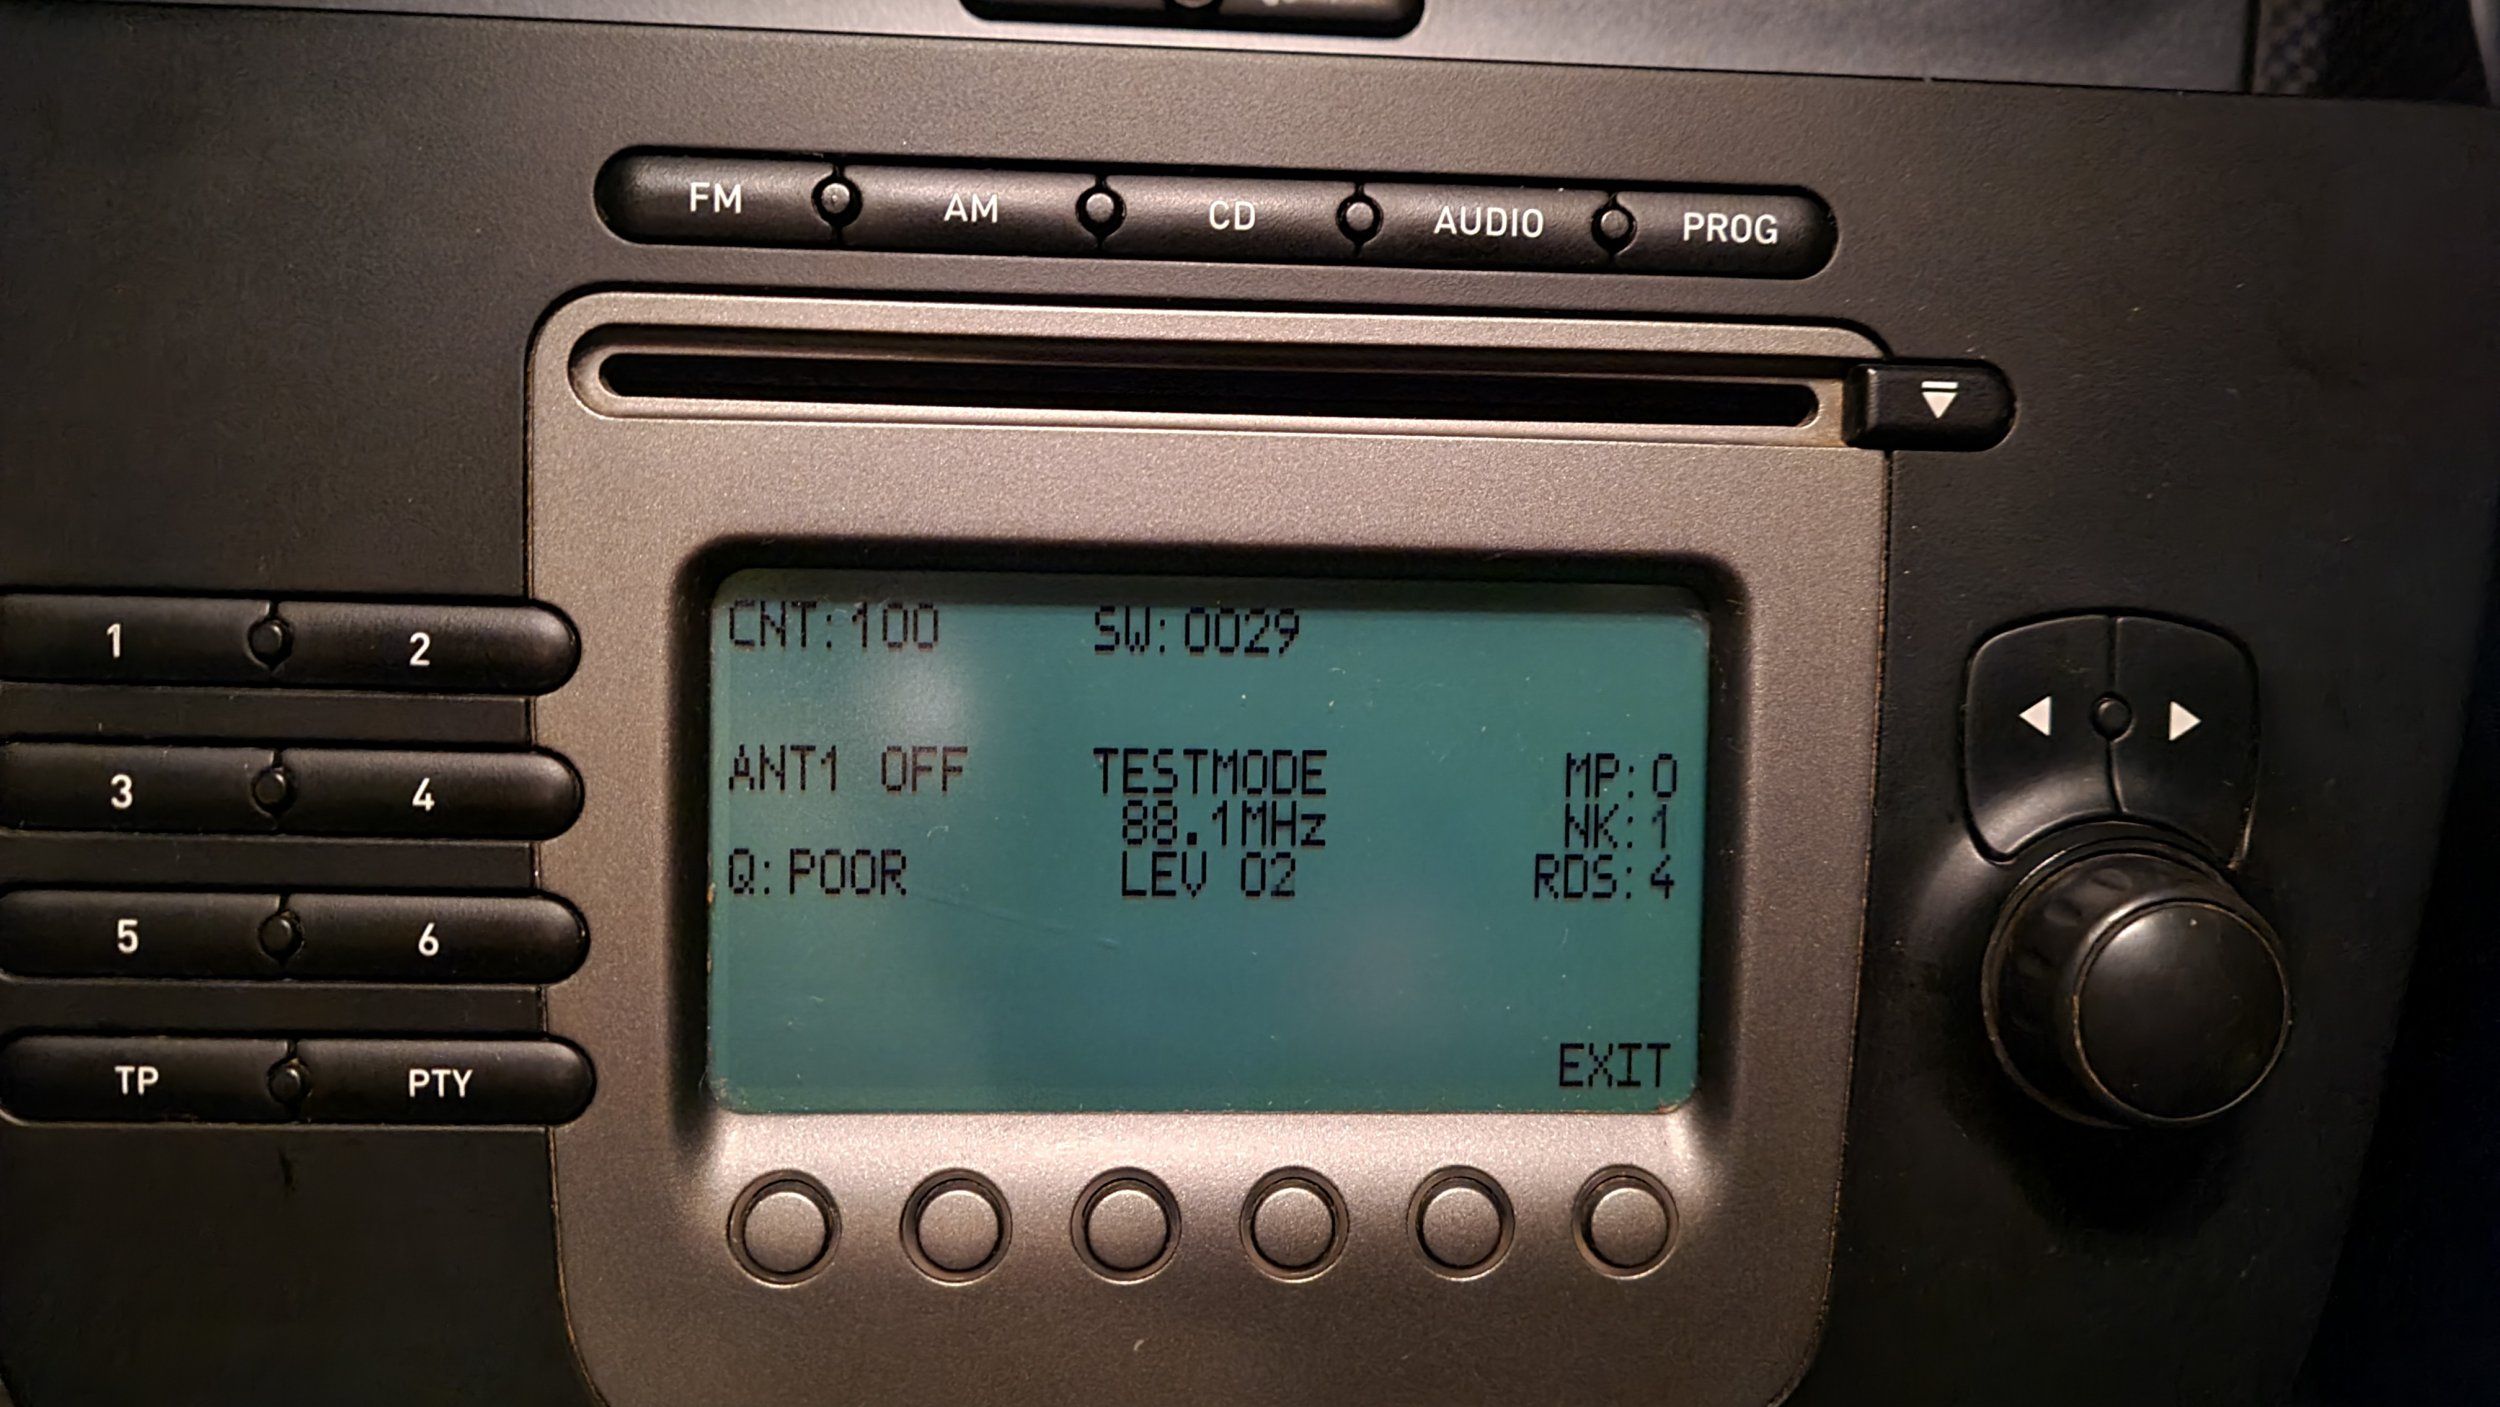 FM AM CD AUDIO PROG
1 2
3 4
5 6
TP PTY
CNT:100 SW:0029
ANT1 OFF TESTMODE MP:0
88.1MHz NK:1
Q:POOR LEV 02 RDS:4
EXIT